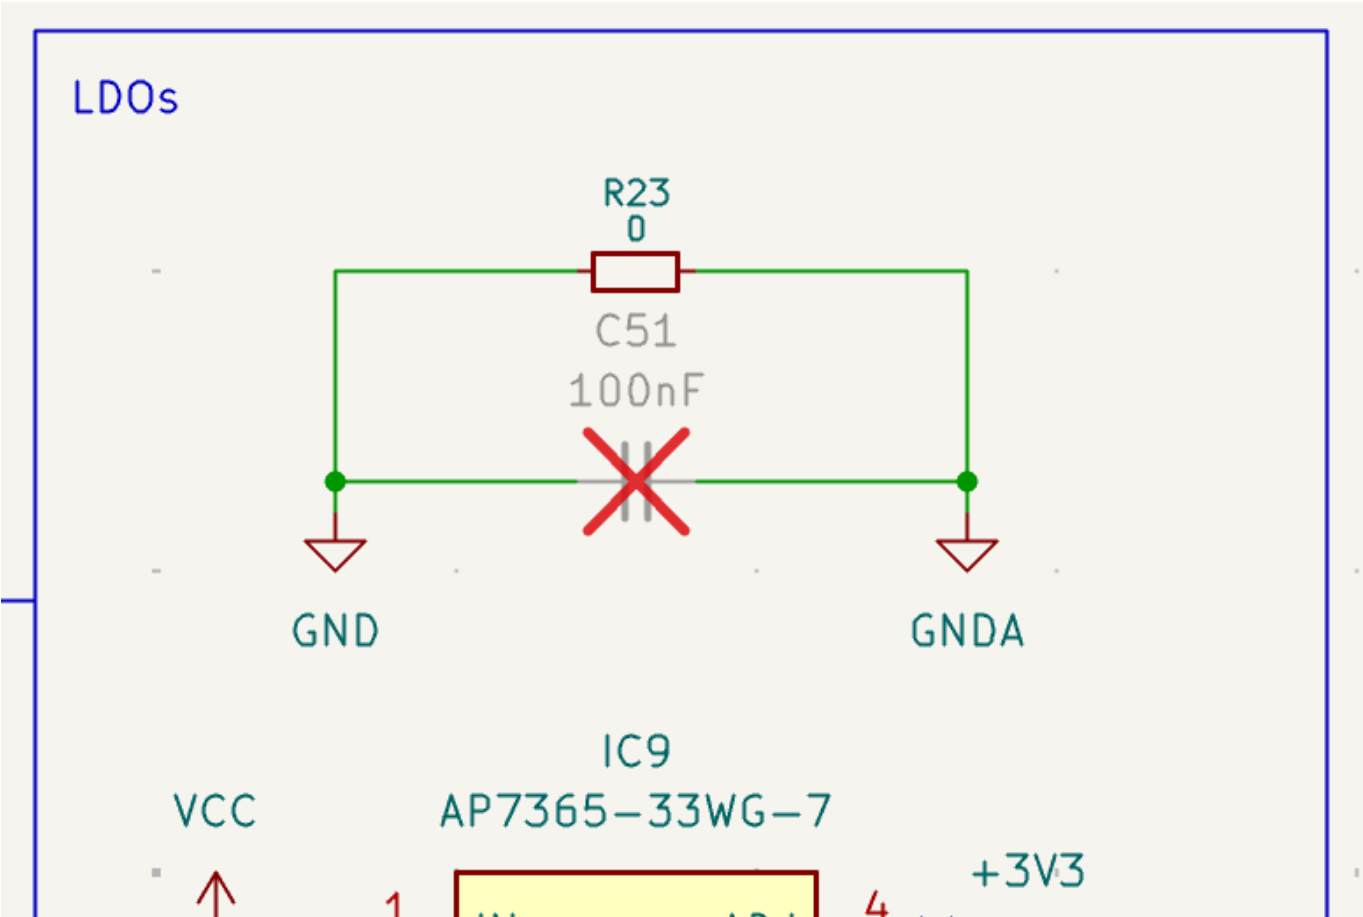 LDOs
R23
0
C51
100nF
GND
GNDA
IC9
VCC
AP7365-33WG-7
+3V3
1
4